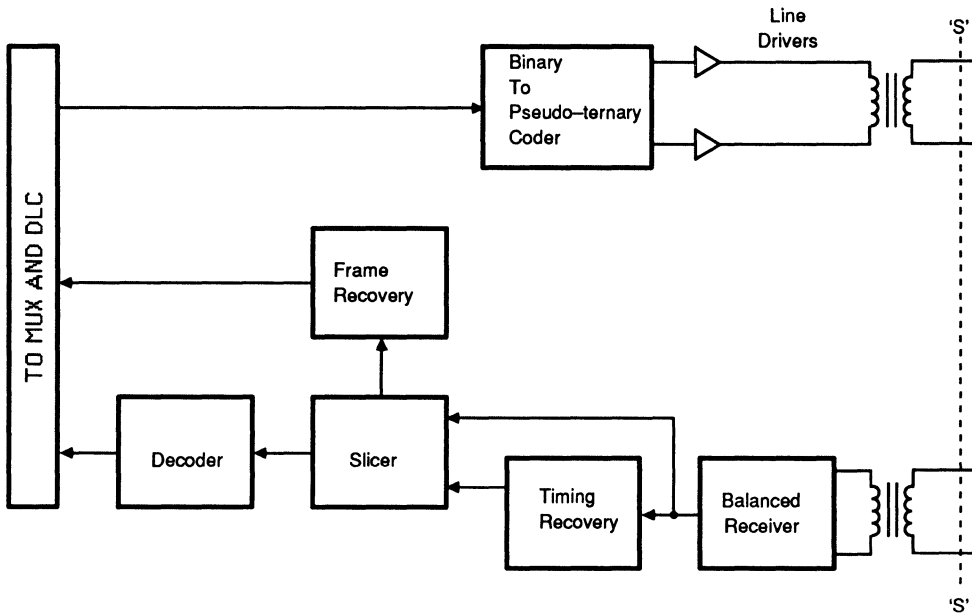 Line
Drivers
'S'
Binary
To
Pseudo–ternary
Coder
TO MUX AND DLC
Frame
Recovery
Decoder
Slicer
Timing
Recovery
Balanced
Receiver
'S'